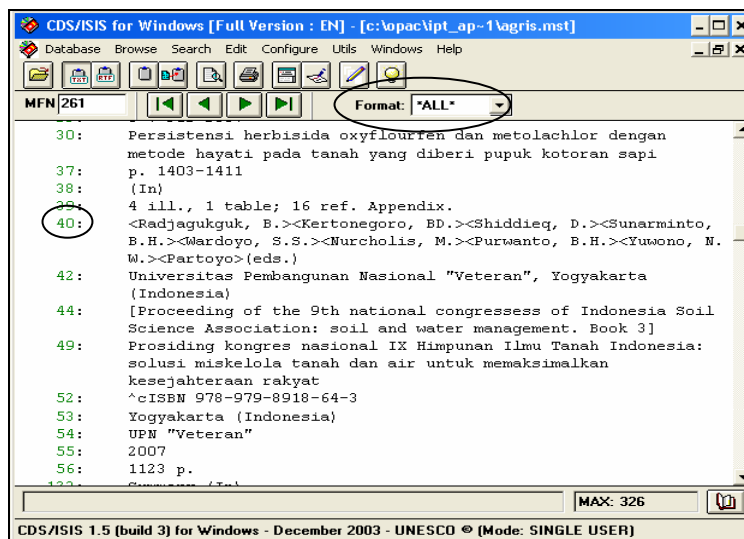 CDS/ISIS for Windows [Full Version : EN] - [c:\opac\ipt_ap~1\agris.mst]
Database Browse Search Edit Configure Utils Windows Help
TXT RTF
MFN 261 Format: *ALL*
30: Persistensi herbisida oxyflourfen dan metolachlor dengan
metode hayati pada tanah yang diberi pupuk kotoran sapi
37: p. 1403-1411
38: (In)
39: 4 ill., 1 table; 16 ref. Appendix.
40: <Radjagukguk, B.><Kertonegoro, BD.><Shiddieq, D.><Sunarminto,
B.H.><Wardoyo, S.S.><Nurcholis, M.><Purwanto, B.H.><Yuwono, N.
W.><Partoyo>(eds.)
42: Universitas Pembangunan Nasional "Veteran", Yogyakarta
(Indonesia)
44: [Proceeding of the 9th national congressess of Indonesia Soil
Science Association: soil and water management. Book 3]
49: Prosiding kongres nasional IX Himpunan Ilmu Tanah Indonesia:
solusi miskelola tanah dan air untuk memaksimalkan
kesejahteraan rakyat
52: ^cISBN 978-979-8918-64-3
53: Yogyakarta (Indonesia)
54: UPN "Veteran"
55: 2007
56: 1123 p.
MAX: 326
CDS/ISIS 1.5 (build 3) for Windows - December 2003 - UNESCO © (Mode: SINGLE USER)